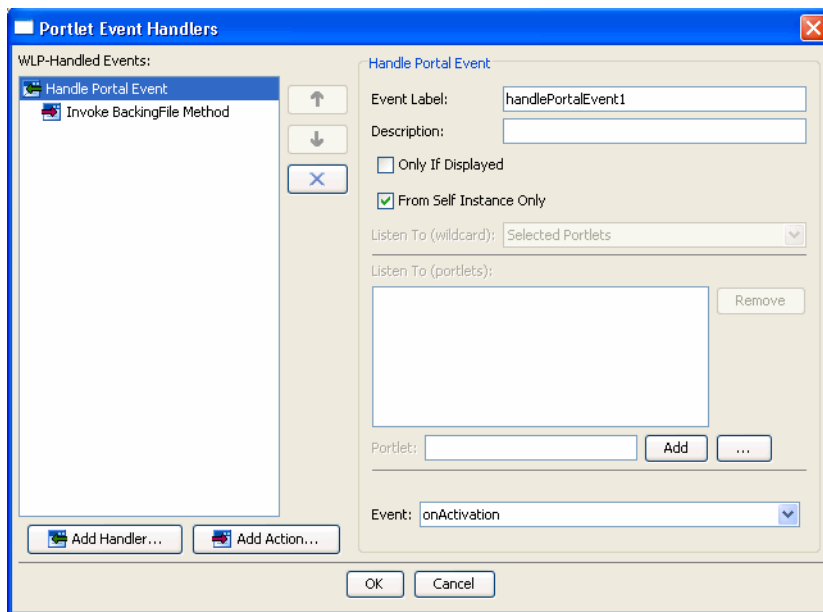 Portlet Event Handlers
WLP-Handled Events:
Handle Portal Event
Invoke BackingFile Method
Add Handler...
Add Action...
Handle Portal Event
Event Label: handlePortalEvent1
Description:
Only If Displayed
From Self Instance Only
Listen To (wildcard): Selected Portlets
Listen To (portlets):
Remove
Portlet: Add ...
Event: onActivation
OK Cancel